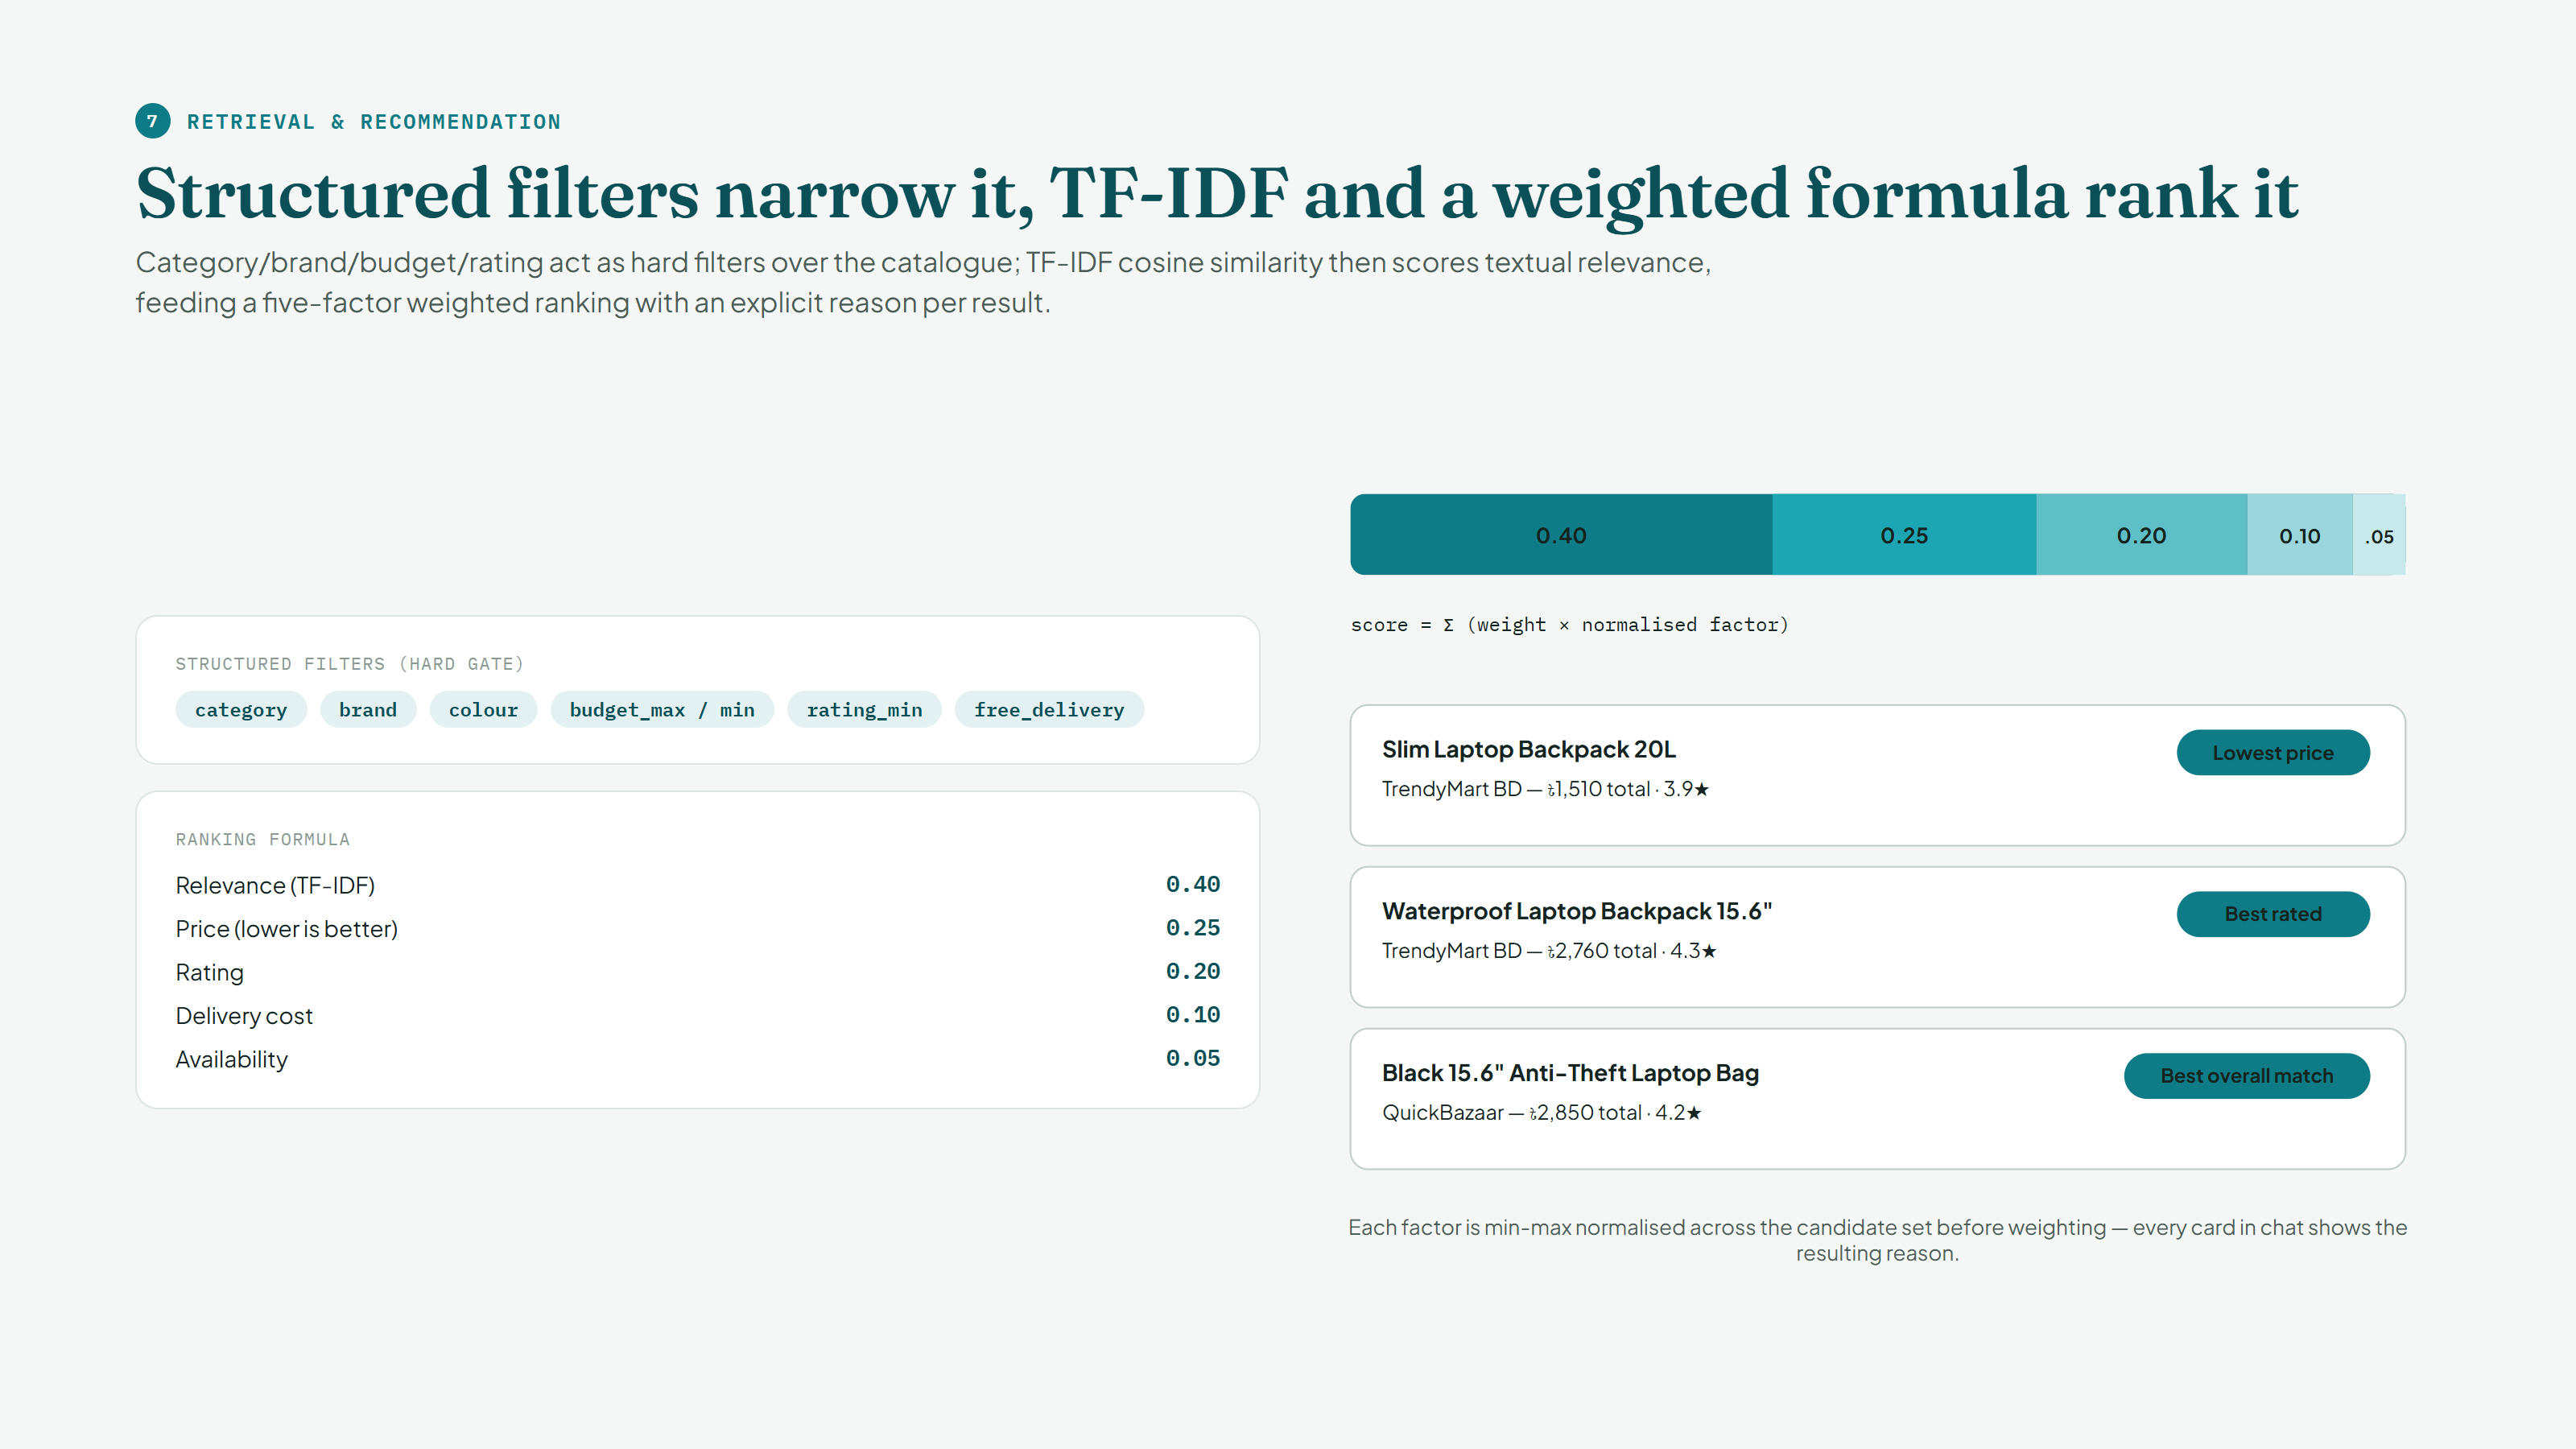 7 RETRIEVAL & RECOMMENDATION
Structured filters narrow it, TF-IDF and a weighted formula rank it
Category/brand/budget/rating act as hard filters over the catalogue; TF-IDF cosine similarity then scores textual relevance,
feeding a five-factor weighted ranking with an explicit reason per result.
STRUCTURED FILTERS (HARD GATE)
category brand colour budget_max / min rating_min free_delivery
RANKING FORMULA
Relevance (TF-IDF) 0.40
Price (lower is better) 0.25
Rating 0.20
Delivery cost 0.10
Availability 0.05
0.40 0.25 0.20 0.10 .05
score = Σ (weight × normalised factor)
Slim Laptop Backpack 20L Lowest price
TrendyMart BD — ৳1,510 total · 3.9★
Waterproof Laptop Backpack 15.6" Best rated
TrendyMart BD — ৳2,760 total · 4.3★
Black 15.6" Anti-Theft Laptop Bag Best overall match
QuickBazaar — ৳2,850 total · 4.2★
Each factor is min-max normalised across the candidate set before weighting — every card in chat shows the
resulting reason.